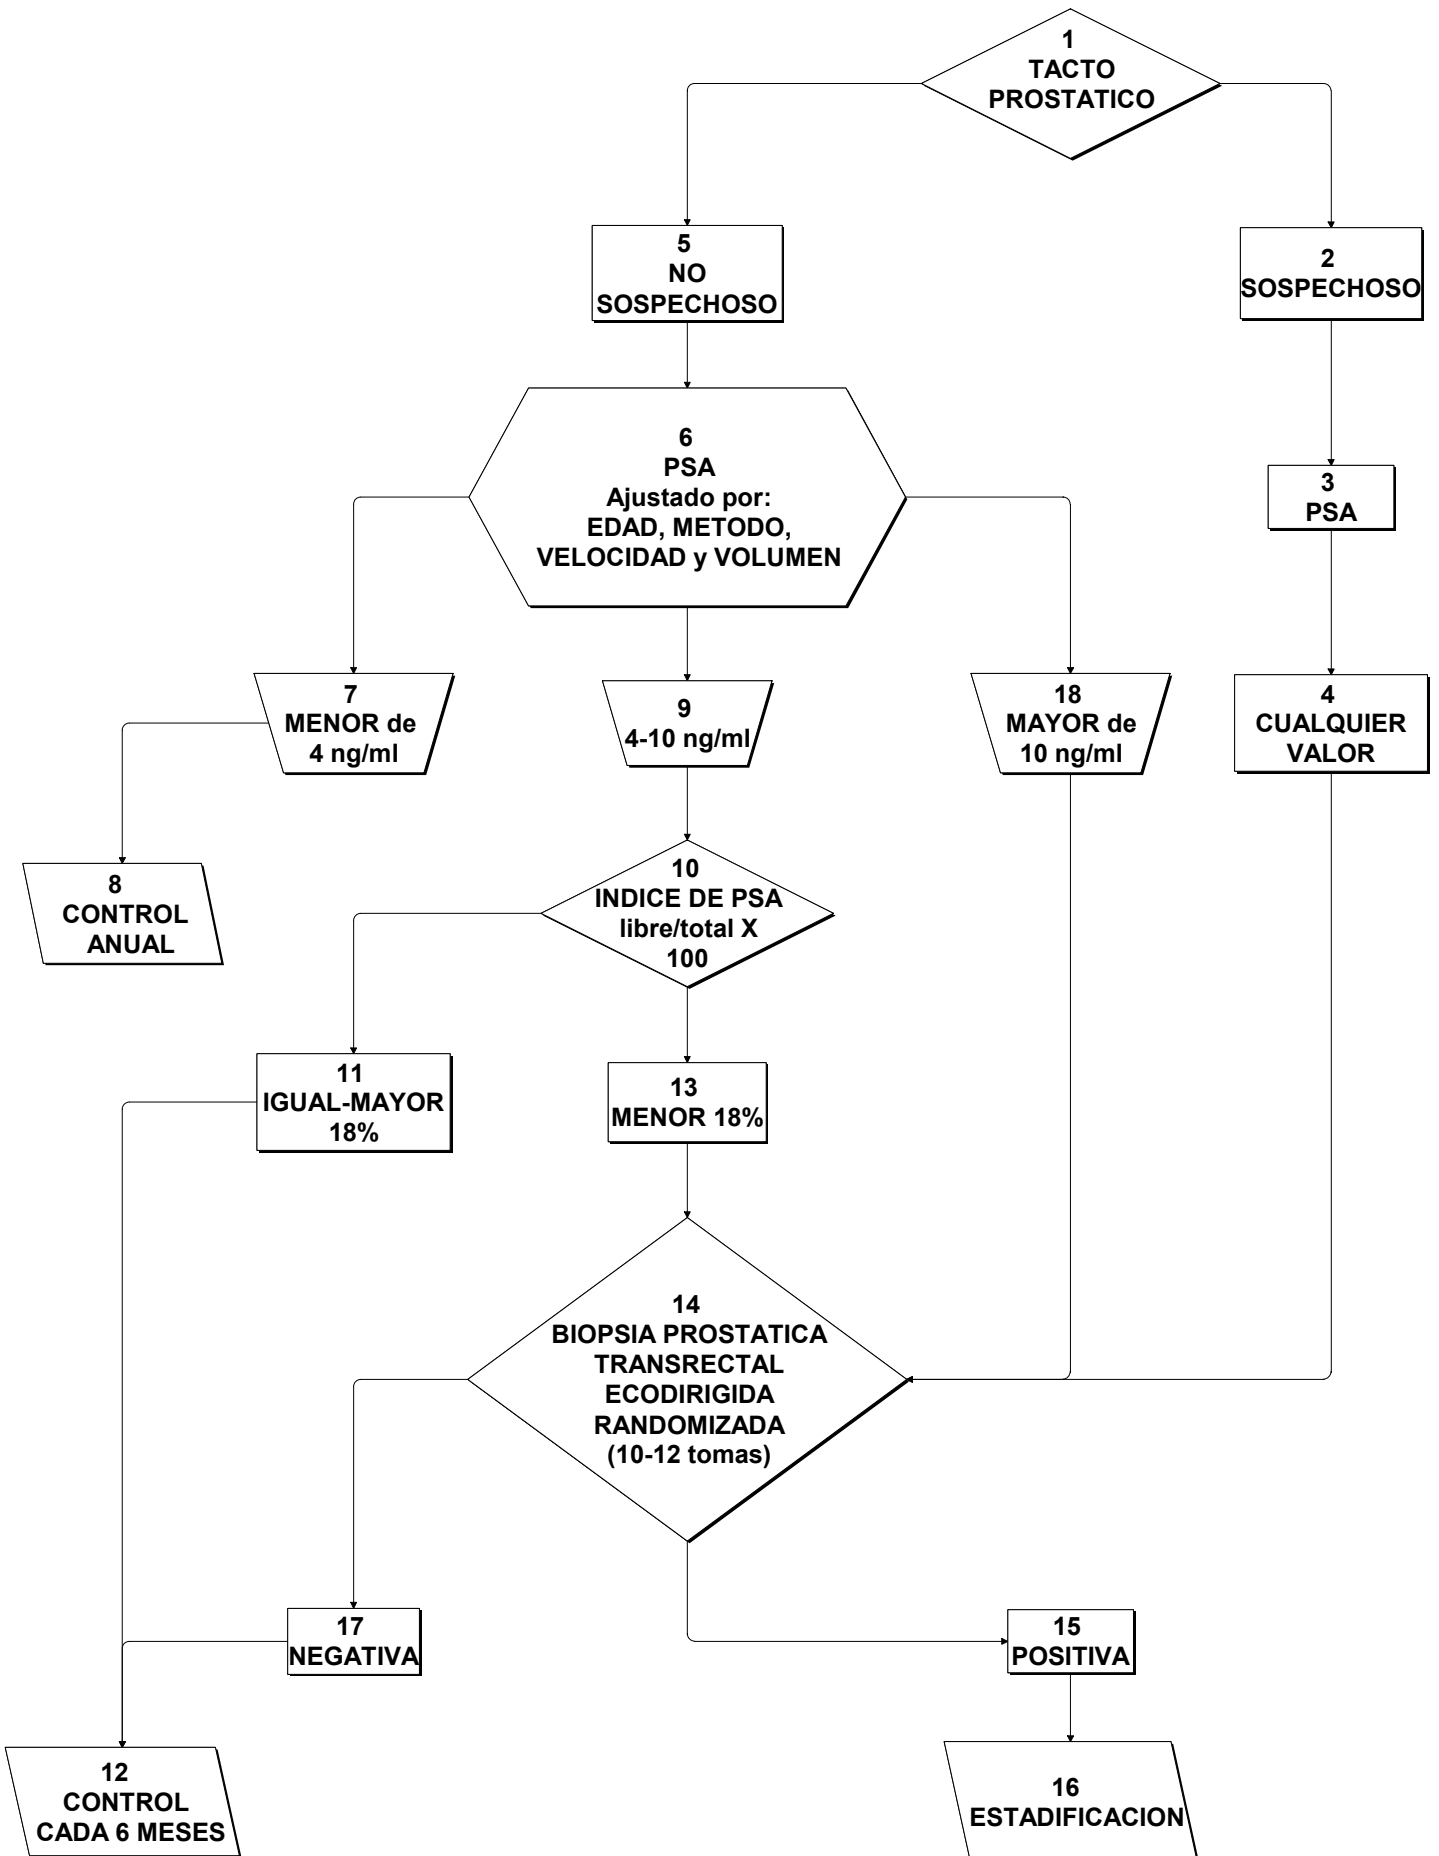 1
TACTO
PROSTATICO
5
NO
SOSPECHOSO
2
SOSPECHOSO
6
PSA
Ajustado por:
EDAD, METODO,
VELOCIDAD y VOLUMEN
3
PSA
7
MENOR de
4 ng/ml
9
4-10 ng/ml
18
MAYOR de
10 ng/ml
4
CUALQUIER
VALOR
8
CONTROL
ANUAL
10
INDICE DE PSA
libre/total X
100
11
IGUAL-MAYOR
18%
13
MENOR 18%
14
BIOPSIA PROSTATICA
TRANSRECTAL
ECODIRIGIDA
RANDOMIZADA
(10-12 tomas)
17
NEGATIVA
15
POSITIVA
12
CONTROL
CADA 6 MESES
16
ESTADIFICACION